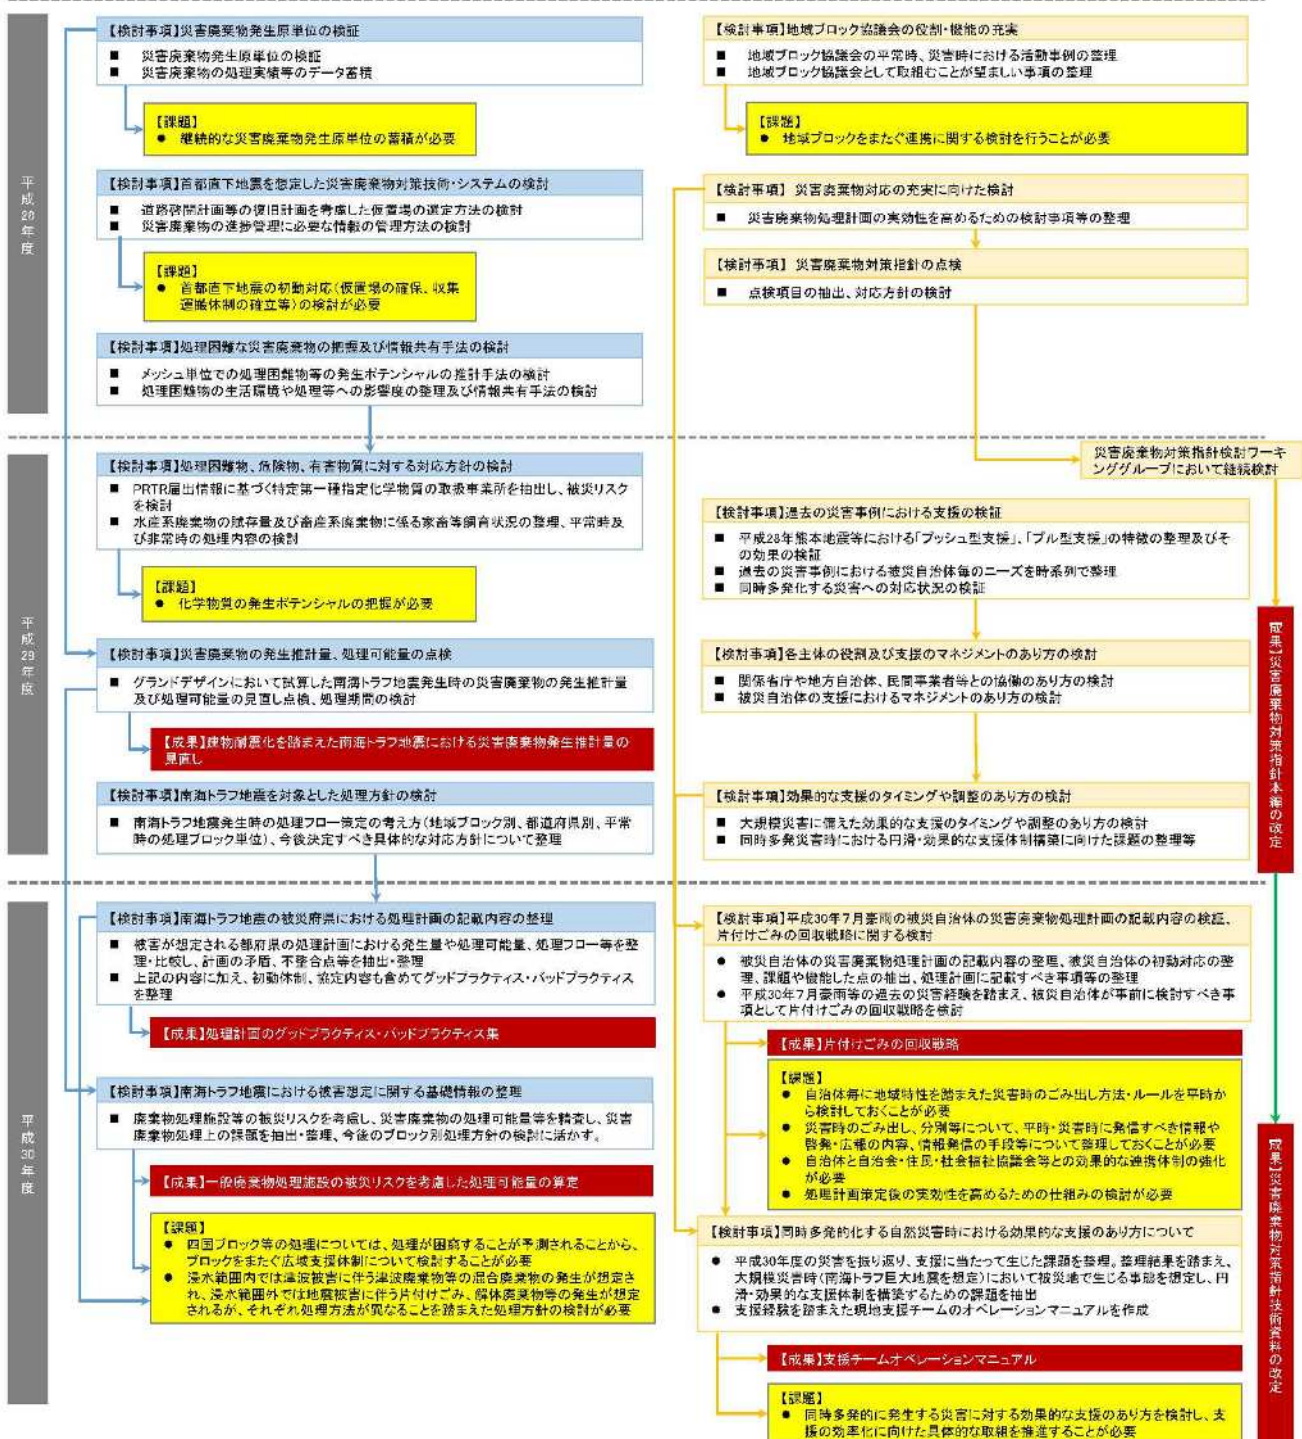 平成28年度
【検討事項】災害廃棄物発生原単位の検証
■ 災害廃棄物発生原単位の検証
■ 災害廃棄物の処理実績等のデータ蓄積
【課題】
● 継続的な災害廃棄物発生原単位の蓄積が必要
【検討事項】首都直下地震を想定した災害廃棄物対策技術・システムの検討
■ 道路啓開計画等の復旧計画を考慮した仮置場の選定方法の検討
■ 災害廃棄物の進捗管理に必要な情報の管理方法の検討
【課題】
● 首都直下地震の初動対応(仮置場の確保、収集
運搬体制の確立等)の検討が必要
【検討事項】処理困難な災害廃棄物の把握及び情報共有手法の検討
■ メッシュ単位での処理困難物等の発生ポテンシャルの推計手法の検討
■ 処理困難物の生活環境や処理等への影響度の整理及び情報共有手法の検討
【検討事項】地域ブロック協議会の役割・機能の充実
■ 地域ブロック協議会の平常時、災害時における活動事例の整理
■ 地域ブロック協議会として取組むことが望ましい事項の整理
【課題】
● 地域ブロックをまたぐ連携に関する検討を行うことが必要
【検討事項】 災害廃棄物対応の充実に向けた検討
■ 災害廃棄物処理計画の実効性を高めるための検討事項等の整理
【検討事項】 災害廃棄物対策指針の点検
■ 点検項目の抽出、対応方針の検討
平成29年度
【検討事項】処理困難物、危険物、有害物質に対する対応方針の検討
■ PRTR届出情報に基づく特定第一種指定化学物質の取扱事業所を抽出し、被災リスク
を検討
■ 水産系廃棄物の賦存量及び畜産系廃棄物に係る家畜等飼育状況の整理、平常時及
び非常時の処理内容の検討
【課題】
● 化学物質の発生ポテンシャルの把握が必要
【検討事項】災害廃棄物の発生推計量、処理可能量の点検
■ グランドデザインにおいて試算した南海トラフ地震発生時の災害廃棄物の発生推計量
及び処理可能量の見直し点検、処理期間の検討
【成果】建物耐震化を踏まえた南海トラフ地震における災害廃棄物発生推計量の
見直し
【検討事項】南海トラフ地震を対象とした処理方針の検討
■ 南海トラフ地震発生時の処理フロー策定の考え方(地域ブロック別、都道府県別、平常
時の処理ブロック単位)、今後決定すべき具体的な対応方針について整理
災害廃棄物対策指針検討ワーキ
ンググループにおいて継続検討
【検討事項】過去の災害事例における支援の検証
■ 平成28年熊本地震等における「プッシュ型支援」、「プル型支援」の特徴の整理及びそ
の効果の検証
■ 過去の災害事例における被災自治体毎のニーズを時系列で整理
■ 同時多発化する災害への対応状況の検証
【検討事項】各主体の役割及び支援のマネジメントのあり方の検討
■ 関係省庁や地方自治体、民間事業者等との協働のあり方の検討
■ 被災自治体の支援におけるマネジメントのあり方の検討
【検討事項】効果的な支援のタイミングや調整のあり方の検討
■ 大規模災害に備えた効果的な支援のタイミングや調整のあり方の検討
■ 同時多発災害時における円滑・効果的な支援体制構築に向けた課題の整理等
【成果】災害廃棄物対策指針本編の改定
平成30年度
【検討事項】南海トラフ地震の被災府県における処理計画の記載内容の整理
■ 被害が想定される都府県の処理計画における発生量や処理可能量、処理フロー等を整
理・比較し、計画の矛盾、不整合点等を抽出・整理
■ 上記の内容に加え、初動体制、協定内容も含めてグッドプラクティス・バッドプラクティス
を整理
【成果】処理計画のグッドプラクティス・バッドプラクティス集
【検討事項】南海トラフ地震における被害想定に関する基礎情報の整理
■ 廃棄物処理施設等の被災リスクを考慮し、災害廃棄物の処理可能量等を精査し、災害
廃棄物処理上の課題を抽出・整理、今後のブロック別処理方針の検討に活かす。
【成果】一般廃棄物処理施設の被災リスクを考慮した処理可能量の算定
【課題】
● 四国ブロック等の処理については、処理が困窮することが予測されることから、
ブロックをまたぐ広域支援体制について検討することが必要
● 浸水範囲内では津波被害に伴う津波廃棄物等の混合廃棄物の発生が想定さ
れ、浸水範囲外では地震被害に伴う片付けごみ、解体廃棄物等の発生が想定
されるが、それぞれ処理方法が異なることを踏まえた処理方針の検討が必要
【検討事項】平成30年7月豪雨の被災自治体の災害廃棄物処理計画の記載内容の検証、
片付けごみの回収戦略に関する検討
● 被災自治体の災害廃棄物処理計画の記載内容の整理、被災自治体の初動対応の整
理、課題や機能した点の抽出、処理計画に記載すべき事項等の整理
● 平成30年7月豪雨等の過去の災害経験を踏まえ、被災自治体が事前に検討すべき事
項として片付けごみの回収戦略を検討
【成果】片付けごみの回収戦略
【課題】
● 自治体毎に地域特性を踏まえた災害時のごみ出し方法・ルールを平時か
ら検討しておくことが必要
● 災害時のごみ出し、分別等について、平時・災害時に発信すべき情報や
啓発・広報の内容、情報発信の手段等について整理しておくことが必要
● 自治体と自治会・住民・社会福祉協議会等との効果的な連携体制の強化
が必要
● 処理計画策定後の実効性を高めるための仕組みの検討が必要
【検討事項】同時多発的化する自然災害時における効果的な支援のあり方について
● 平成30年度の災害を振り返り、支援に当たって生じた課題を整理。整理結果を踏まえ、
大規模災害時(南海トラフ巨大地震を想定)において被災地で生じる事態を想定し、円
滑・効果的な支援体制を構築するための課題を抽出
● 支援経験を踏まえた現地支援チームのオペレーションマニュアルを作成
【成果】支援チームオペレーションマニュアル
【課題】
● 同時多発的に発生する災害に対する効果的な支援のあり方を検討し、支
援の効率化に向けた具体的な取組を推進することが必要
【成果】災害廃棄物対策指針技術資料の改定